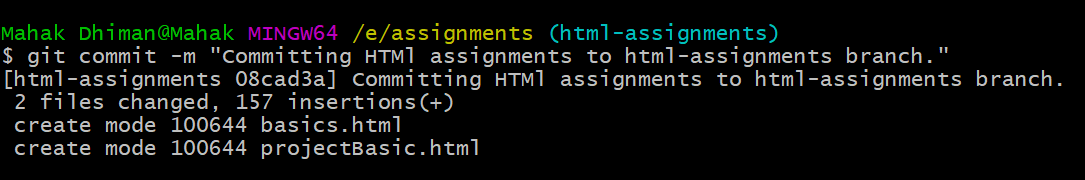 Mahak Dhiman@Mahak MINGW64 /e/assignments (html-assignments)
$ git commit -m "Committing HTMl assignments to html-assignments branch."
[html-assignments 08cad3a] Committing HTMl assignments to html-assignments branch.
 2 files changed, 157 insertions(+)
 create mode 100644 basics.html
 create mode 100644 projectBasic.html